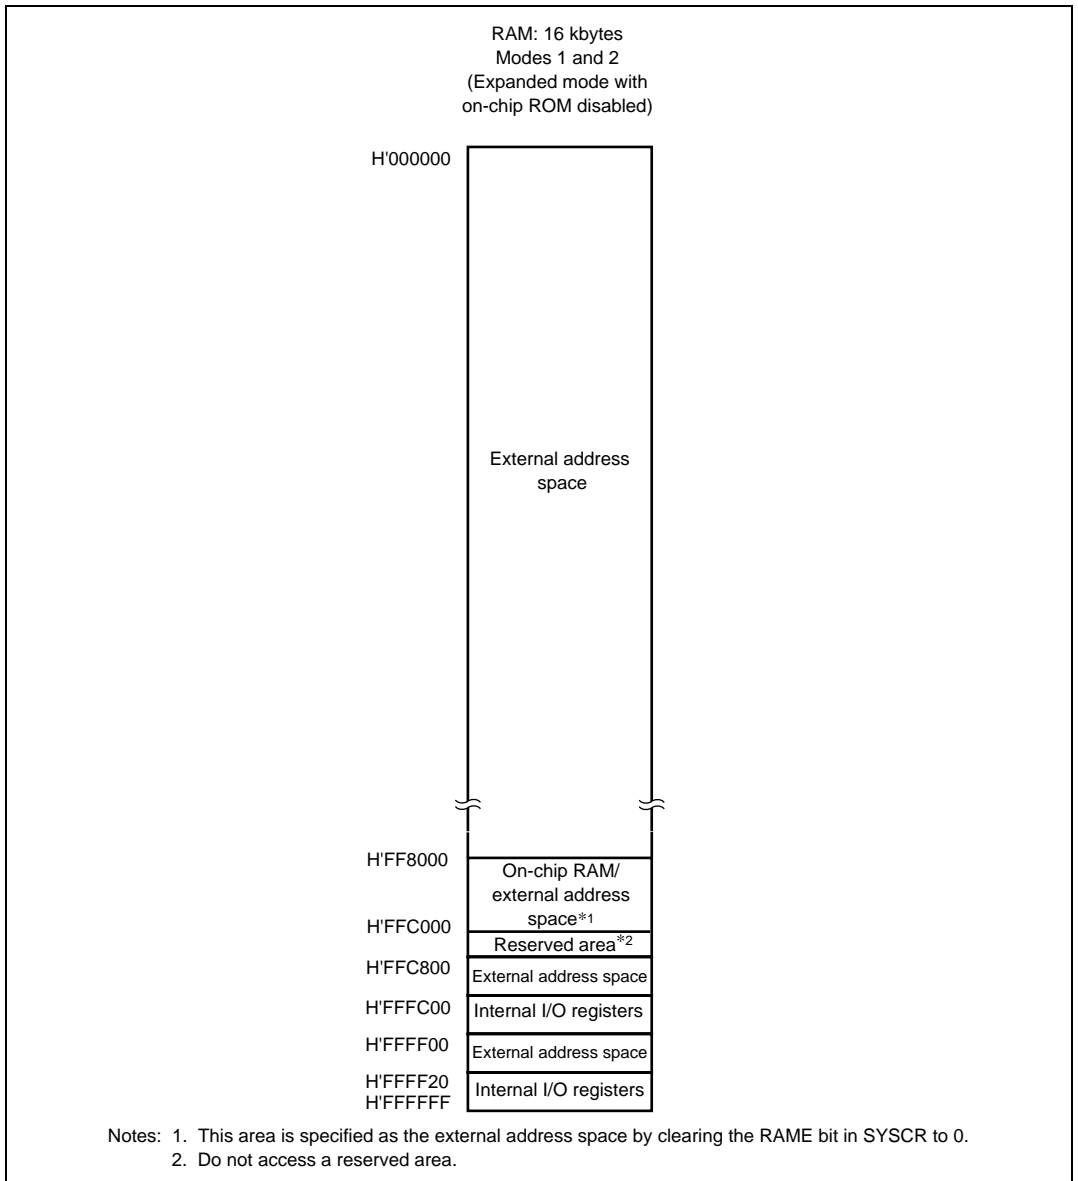 RAM: 16 kbytes
Modes 1 and 2
(Expanded mode with
on-chip ROM disabled)
H'000000
External address
space
H'FF8000
On-chip RAM/
external address
space*1
H'FFC000
Reserved area*2
H'FFC800
External address space
H'FFFC00
Internal I/O registers
H'FFFF00
External address space
H'FFFF20
Internal I/O registers
H'FFFFFF
Notes: 1. This area is specified as the external address space by clearing the RAME bit in SYSCR to 0.
2. Do not access a reserved area.